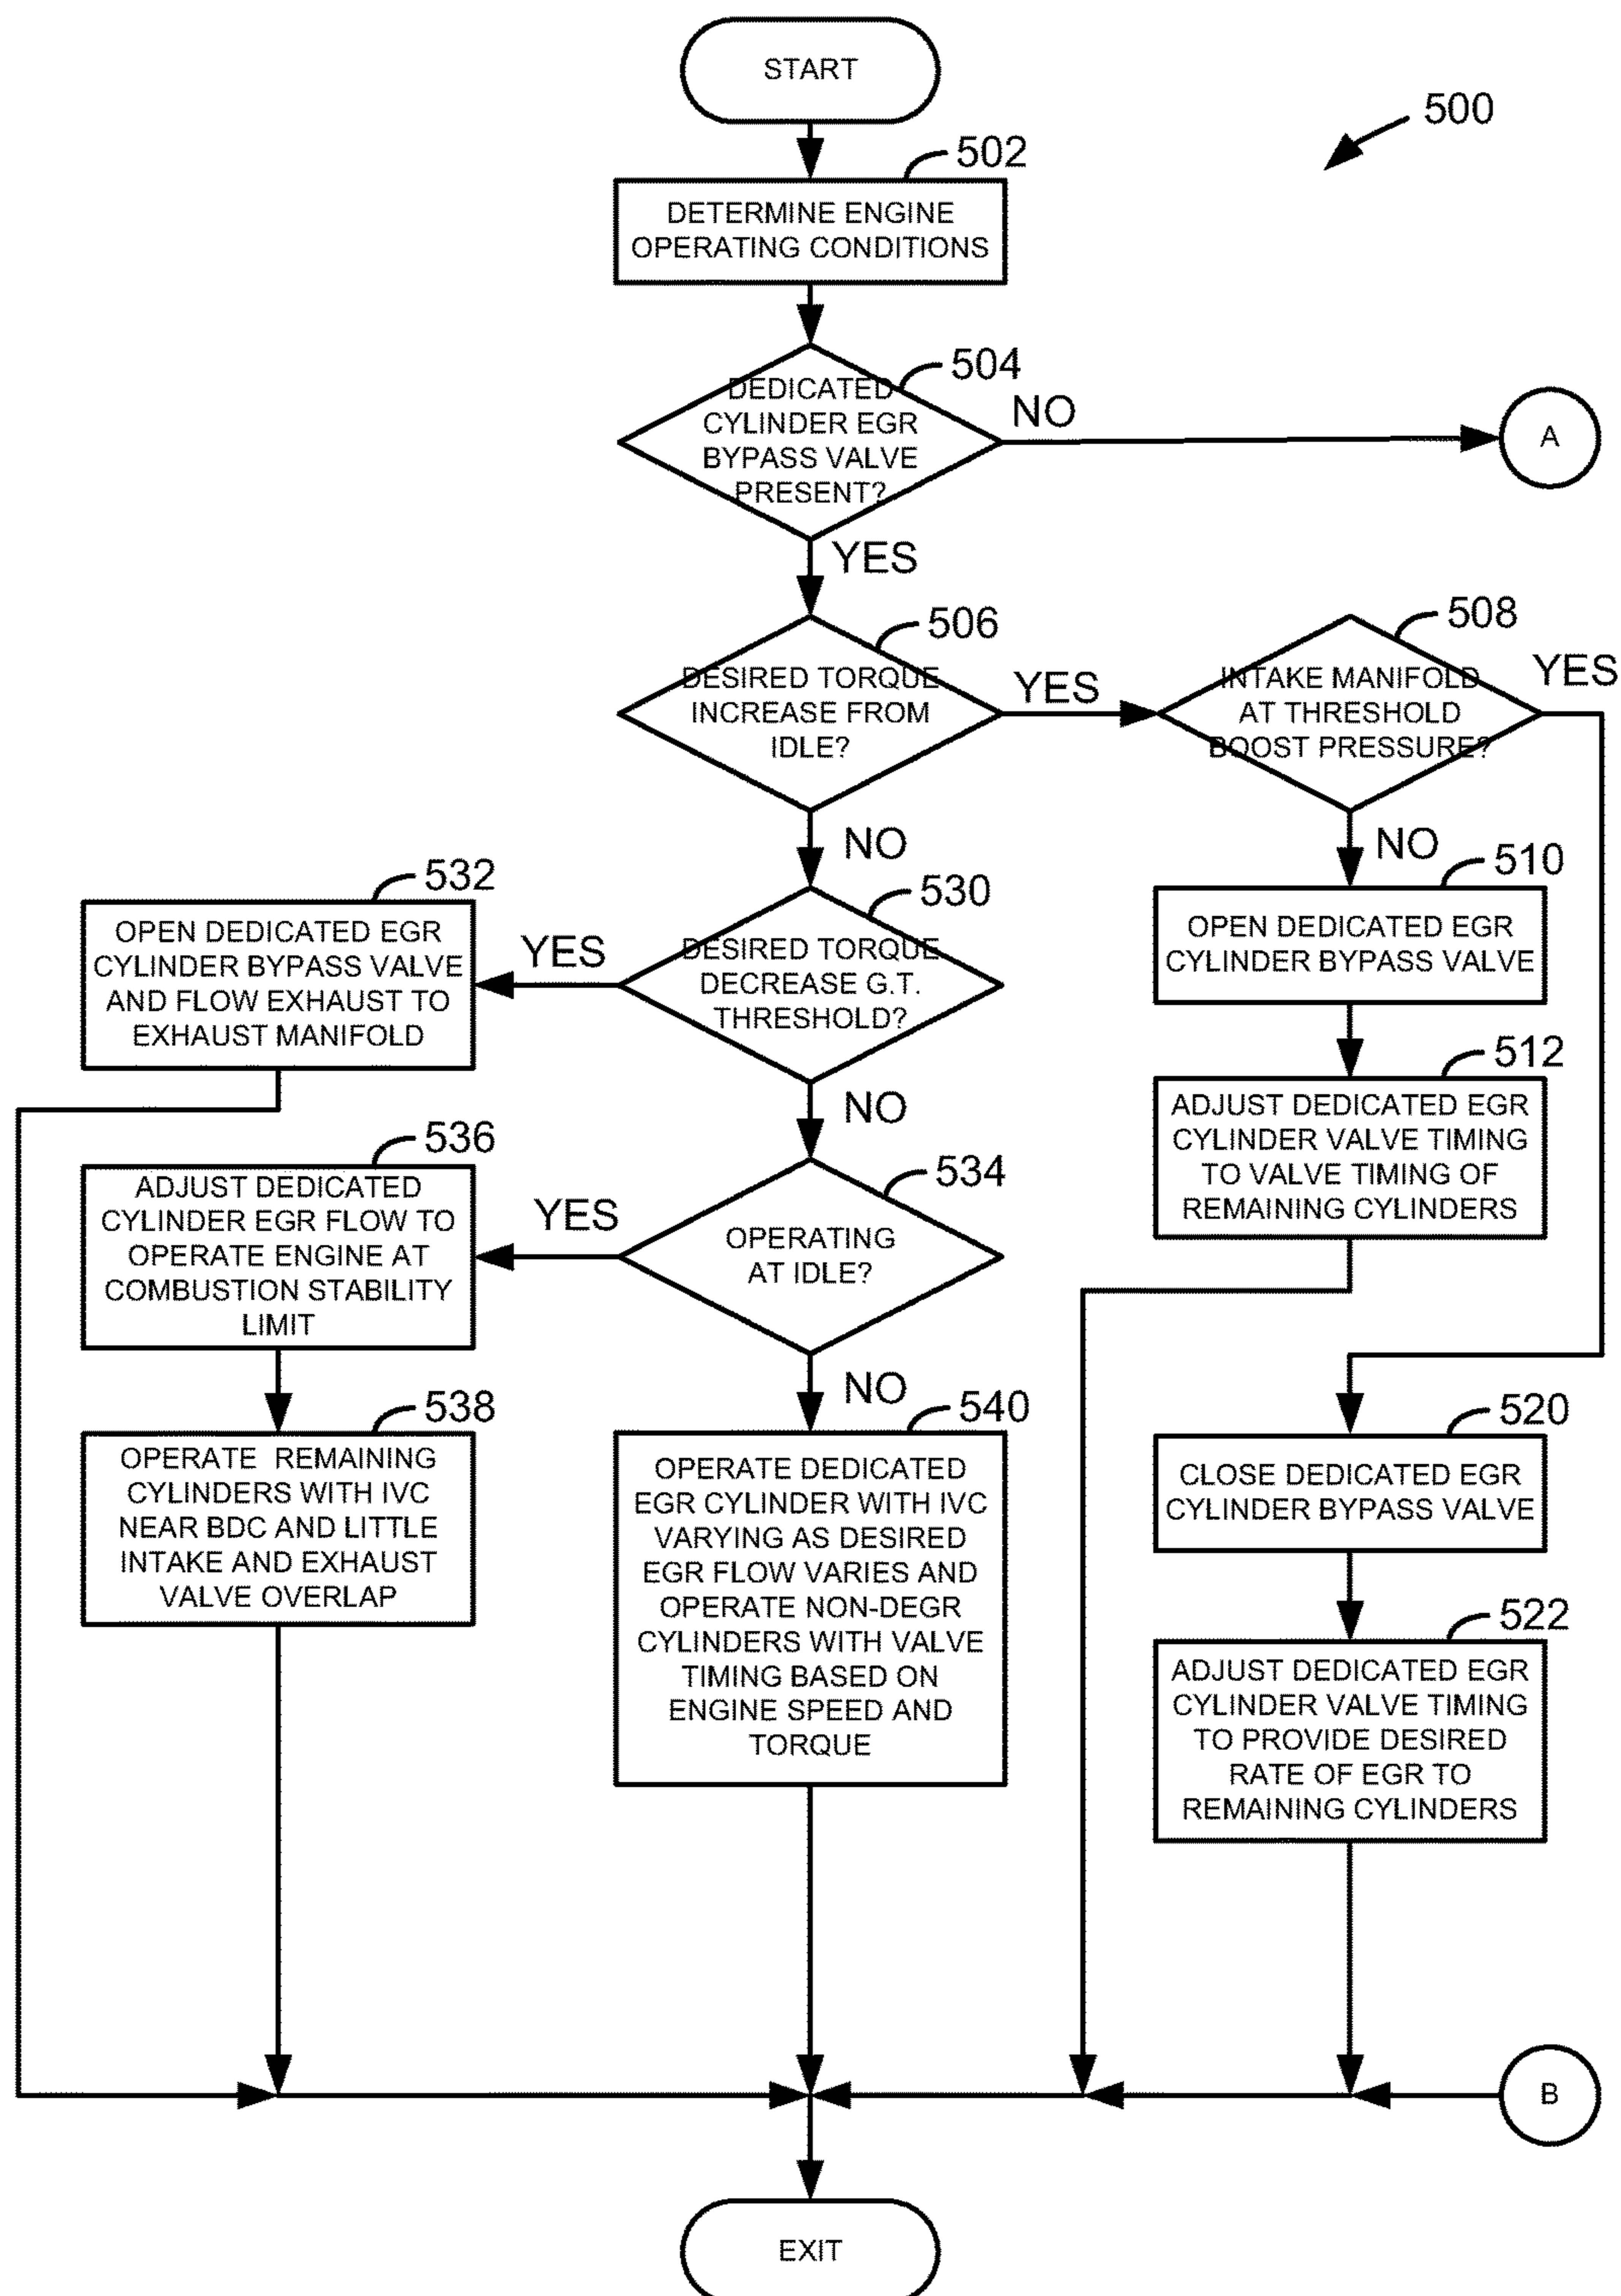 START
500
502
DETERMINE ENGINE
OPERATING CONDITIONS
504
DEDICATED
CYLINDER EGR
BYPASS VALVE
PRESENT?
NO
A
YES
506
DESIRED TORQUE
INCREASE FROM
IDLE?
YES
508
INTAKE MANIFOLD
AT THRESHOLD
BOOST PRESSURE?
YES
NO
NO
510
OPEN DEDICATED EGR
CYLINDER BYPASS VALVE
512
ADJUST DEDICATED EGR
CYLINDER VALVE TIMING
TO VALVE TIMING OF
REMAINING CYLINDERS
530
DESIRED TORQUE
DECREASE G.T.
THRESHOLD?
YES
532
OPEN DEDICATED EGR
CYLINDER BYPASS VALVE
AND FLOW EXHAUST TO
EXHAUST MANIFOLD
NO
534
OPERATING
AT IDLE?
YES
536
ADJUST DEDICATED
CYLINDER EGR FLOW TO
OPERATE ENGINE AT
COMBUSTION STABILITY
LIMIT
538
OPERATE REMAINING
CYLINDERS WITH IVC
NEAR BDC AND LITTLE
INTAKE AND EXHAUST
VALVE OVERLAP
NO
540
OPERATE DEDICATED
EGR CYLINDER WITH IVC
VARYING AS DESIRED
EGR FLOW VARIES AND
OPERATE NON-DEGR
CYLINDERS WITH VALVE
TIMING BASED ON
ENGINE SPEED AND
TORQUE
520
CLOSE DEDICATED EGR
CYLINDER BYPASS VALVE
522
ADJUST DEDICATED EGR
CYLINDER VALVE TIMING
TO PROVIDE DESIRED
RATE OF EGR TO
REMAINING CYLINDERS
B
EXIT